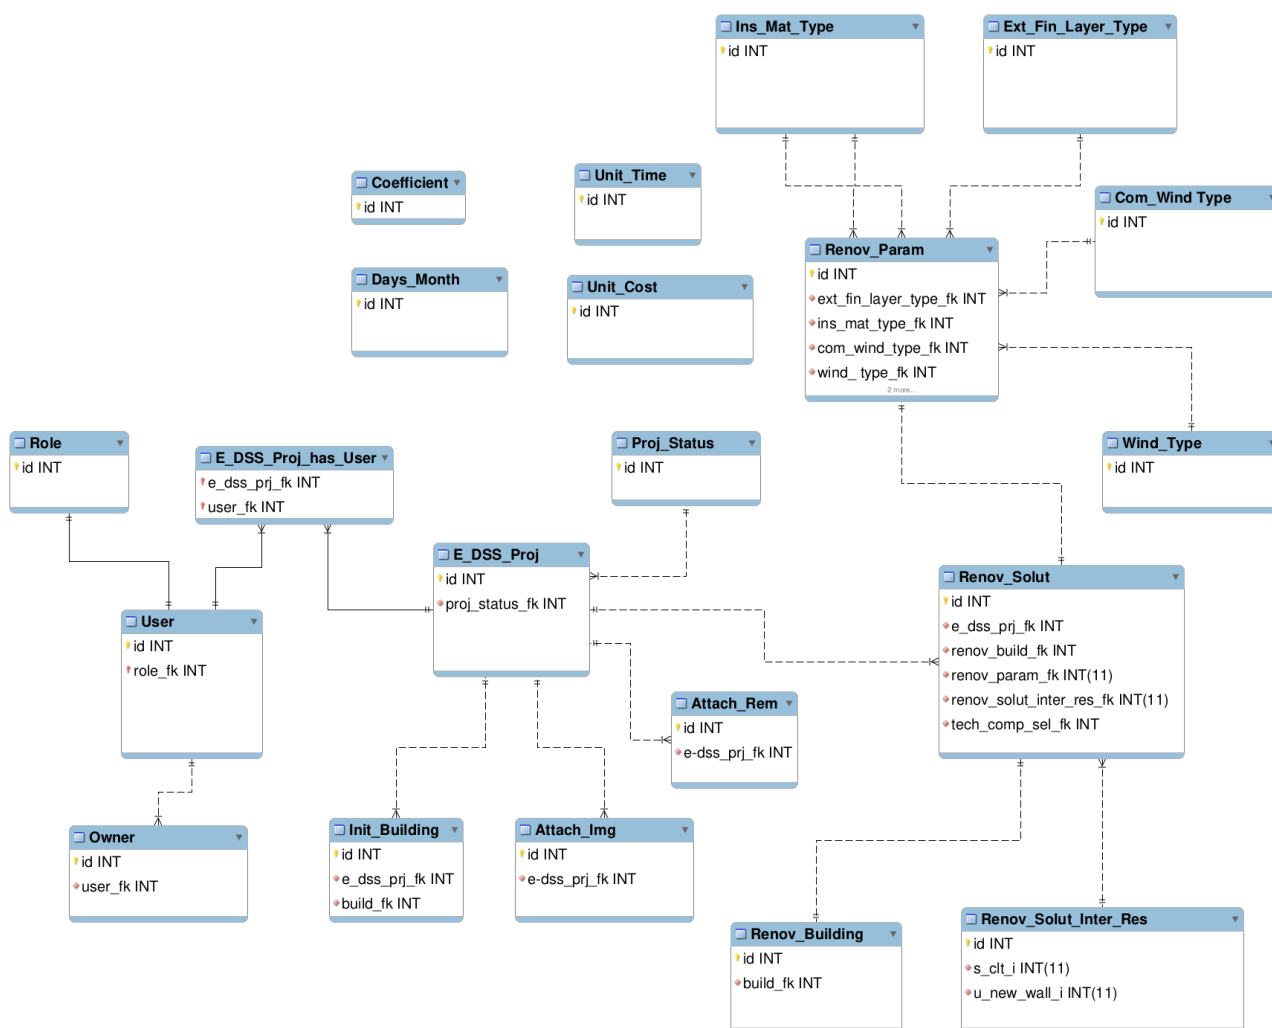 Ins_Mat_Type
id INT
Ext_Fin_Layer_Type
id INT
Coefficient
id INT
Unit_Time
id INT
Com_Wind Type
id INT
Days_Month
id INT
Unit_Cost
id INT
Renov_Param
id INT
ext_fin_layer_type_fk INT
ins_mat_type_fk INT
com_wind_type_fk INT
wind_ type_fk INT
2 more...
Role
id INT
E_DSS_Proj_has_User
e_dss_prj_fk INT
user_fk INT
Proj_Status
id INT
Wind_Type
id INT
E_DSS_Proj
id INT
proj_status_fk INT
Renov_Solut
id INT
e_dss_prj_fk INT
renov_build_fk INT
renov_param_fk INT(11)
renov_solut_inter_res_fk INT(11)
tech_comp_sel_fk INT
User
id INT
role_fk INT
Attach_Rem
id INT
e-dss_prj_fk INT
Owner
id INT
user_fk INT
Init_Building
id INT
e_dss_prj_fk INT
build_fk INT
Attach_Img
id INT
e-dss_prj_fk INT
Renov_Building
id INT
build_fk INT
Renov_Solut_Inter_Res
id INT
s_clt_i INT(11)
u_new_wall_i INT(11)